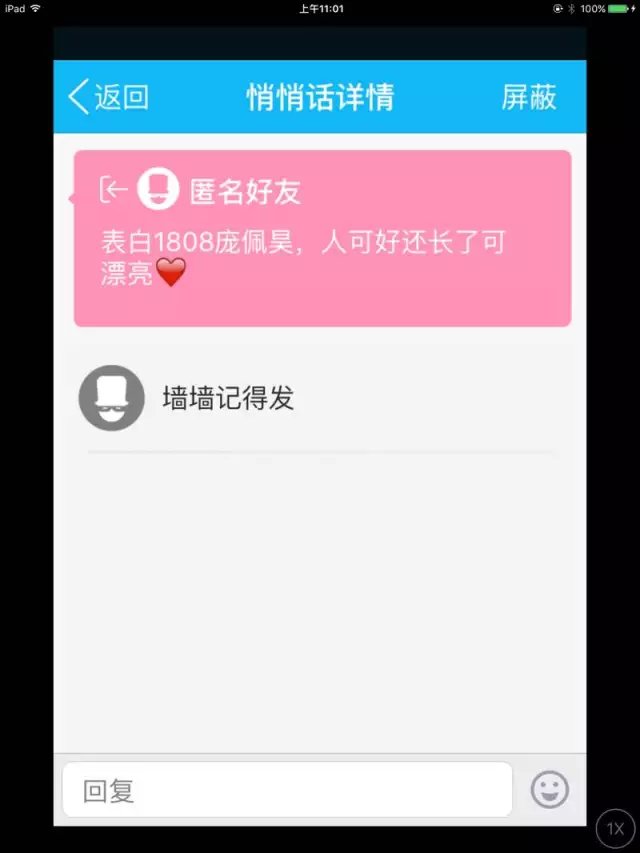 iPad 上午11:01 100%
返回 悄悄话详情 屏蔽
匿名好友
表白1808庞佩昊，人可好还长了可
漂亮❤️
墙墙记得发
回复
1X